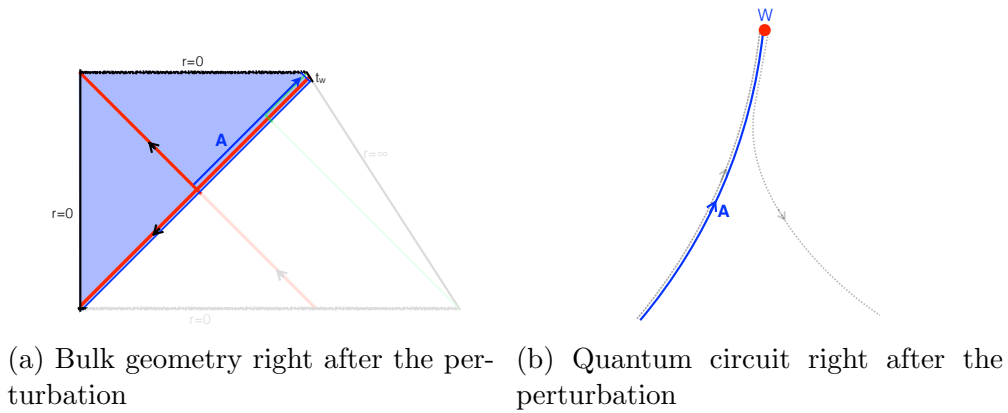 r=0
t_w
A
r=∞
r=0
r=0
W
A
(a) Bulk geometry right after the per-
turbation
(b) Quantum circuit right after the
perturbation